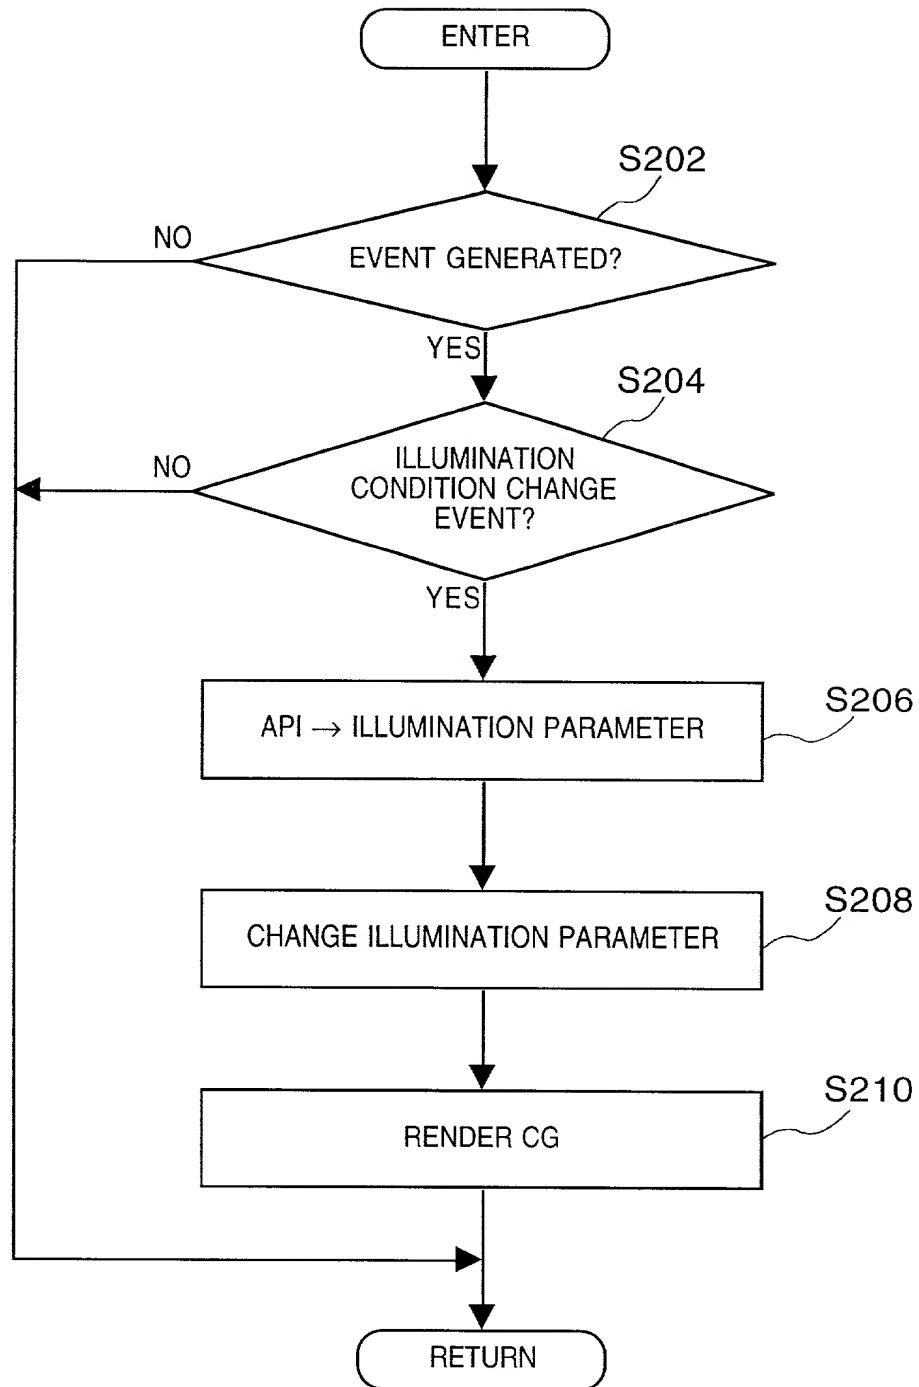 ENTER
S202
NO
EVENT GENERATED?
YES
S204
NO
ILLUMINATION
CONDITION CHANGE
EVENT?
YES
S206
API → ILLUMINATION PARAMETER
S208
CHANGE ILLUMINATION PARAMETER
S210
RENDER CG
RETURN